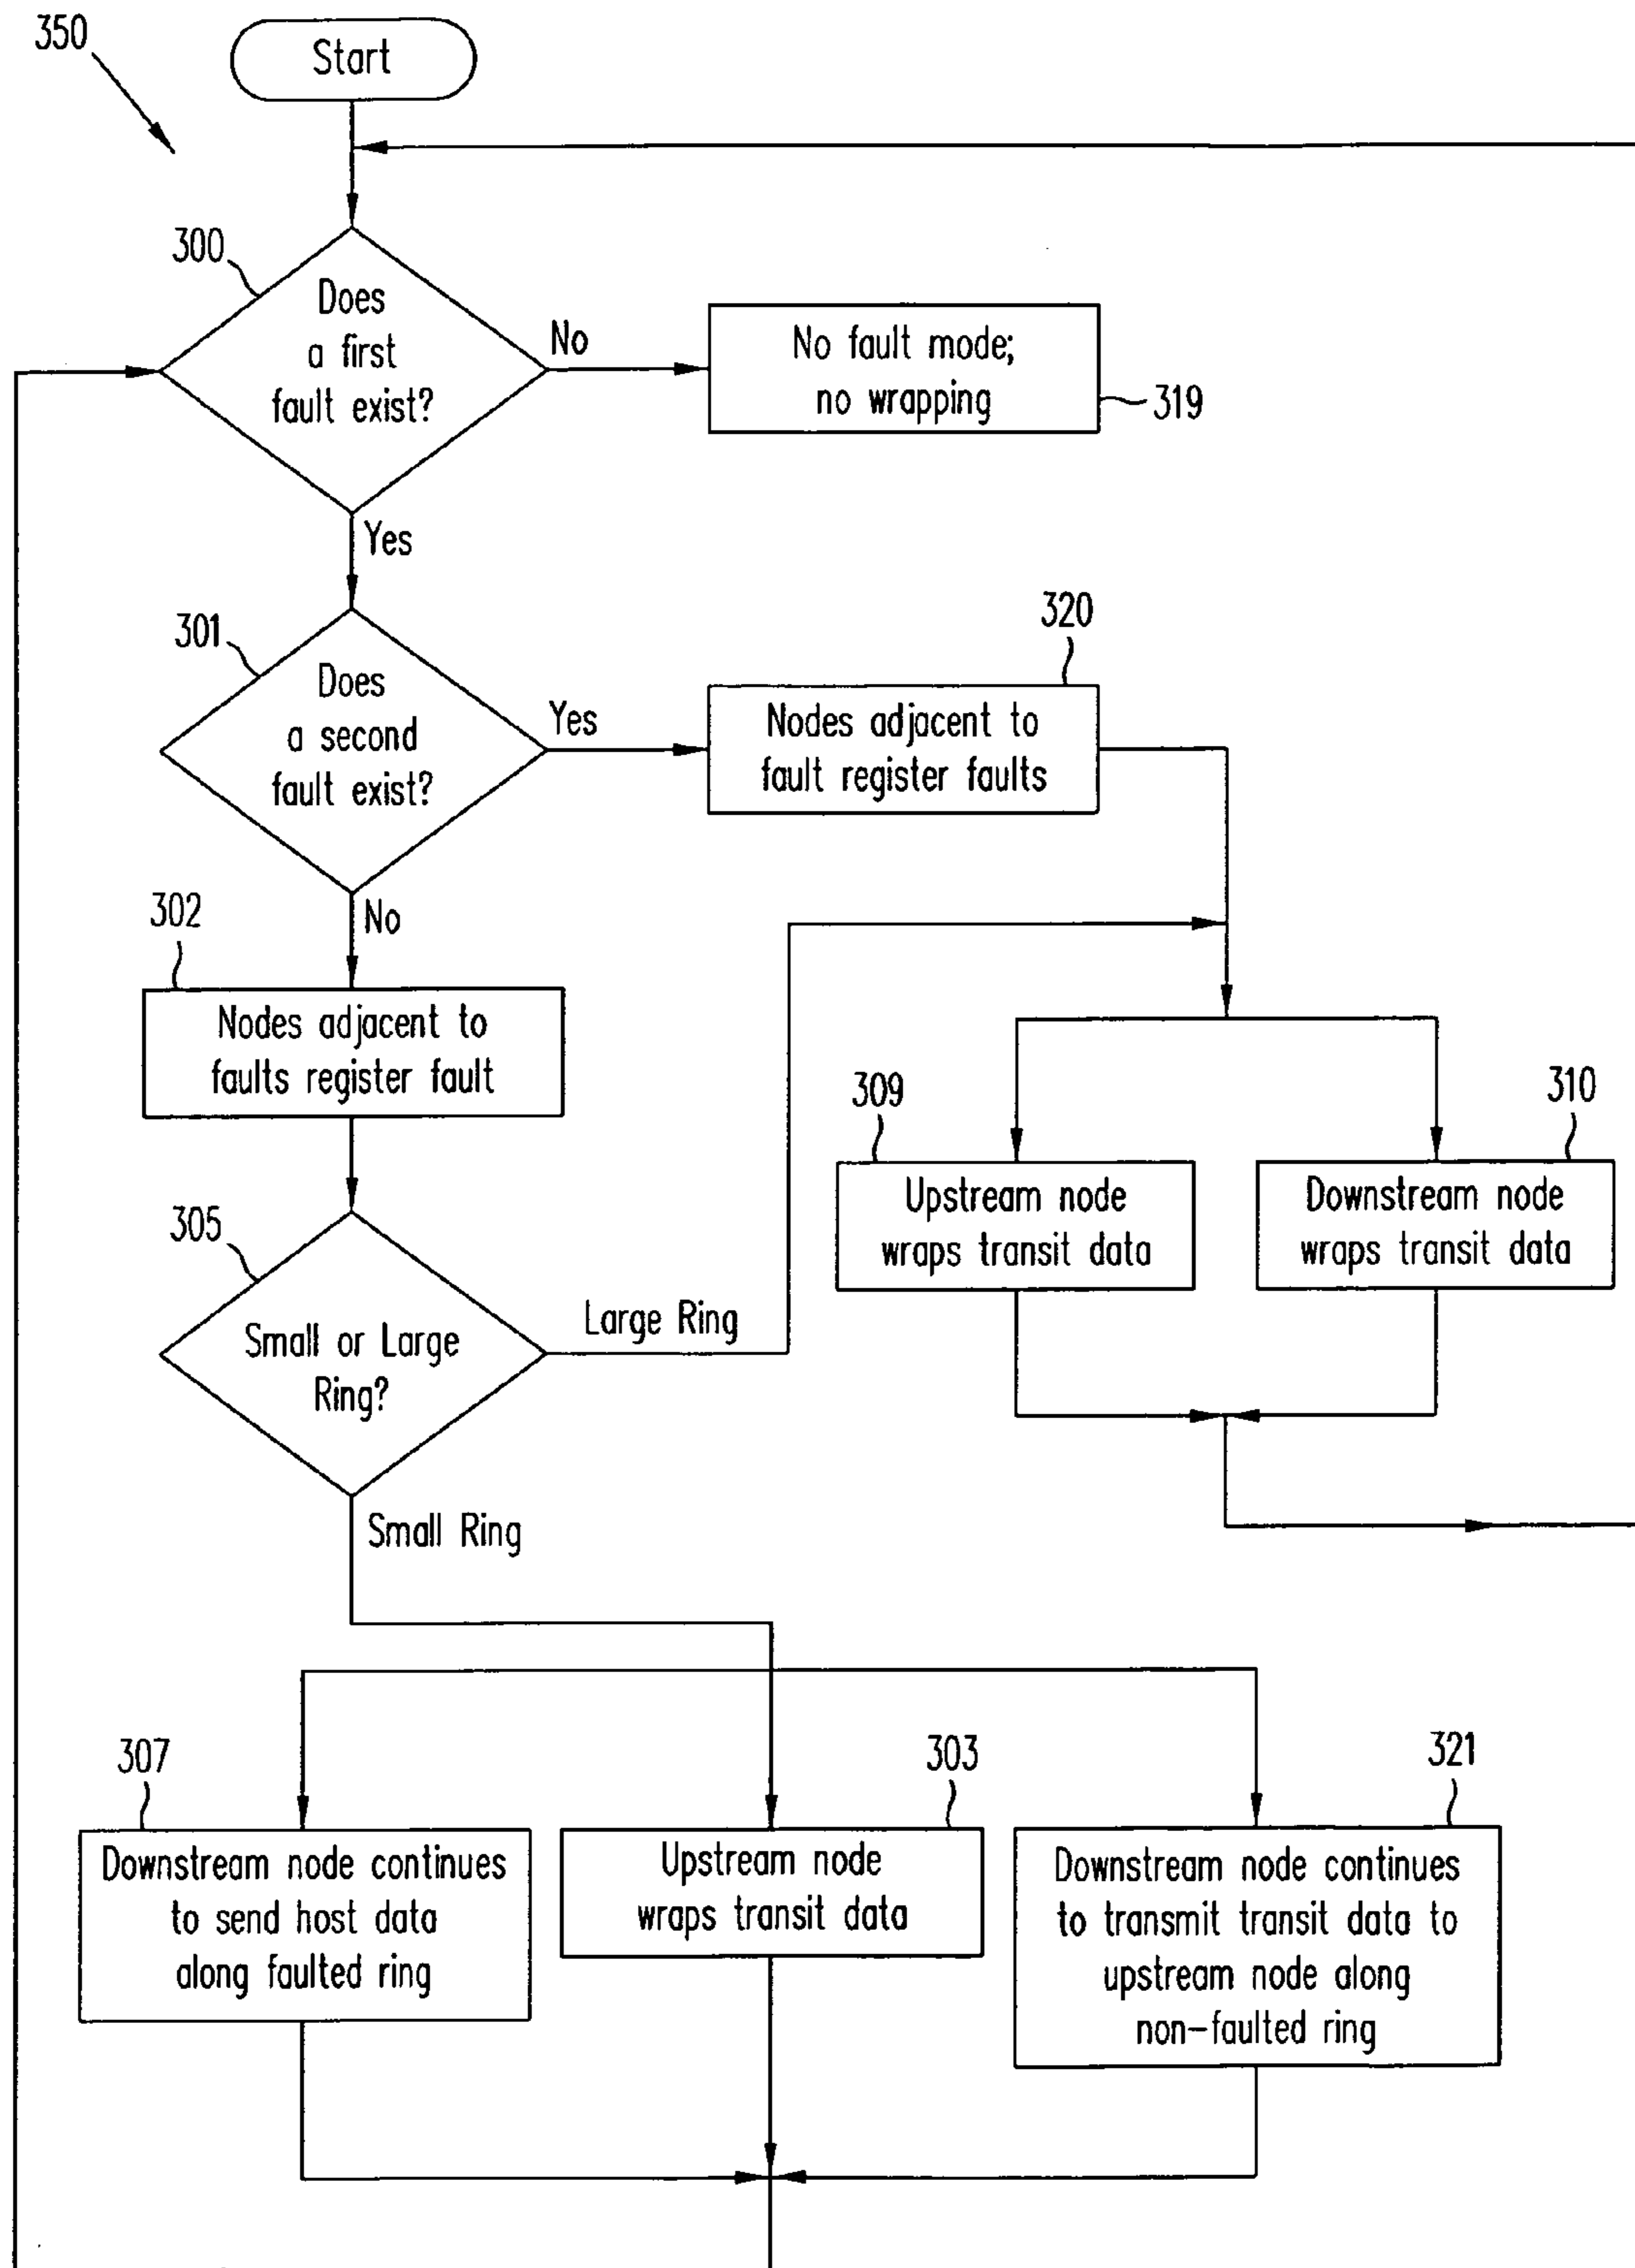 350
Start
300
Does
a first
fault exist?
No
No fault mode;
no wrapping
319
Yes
301
Does
a second
fault exist?
Yes
320
Nodes adjacent to
fault register faults
No
302
Nodes adjacent to
faults register fault
305
Small or Large
Ring?
Large Ring
309
Upstream node
wraps transit data
310
Downstream node
wraps transit data
Small Ring
307
Downstream node continues
to send host data
along faulted ring
303
Upstream node
wraps transit data
321
Downstream node continues
to transmit transit data to
upstream node along
non-faulted ring